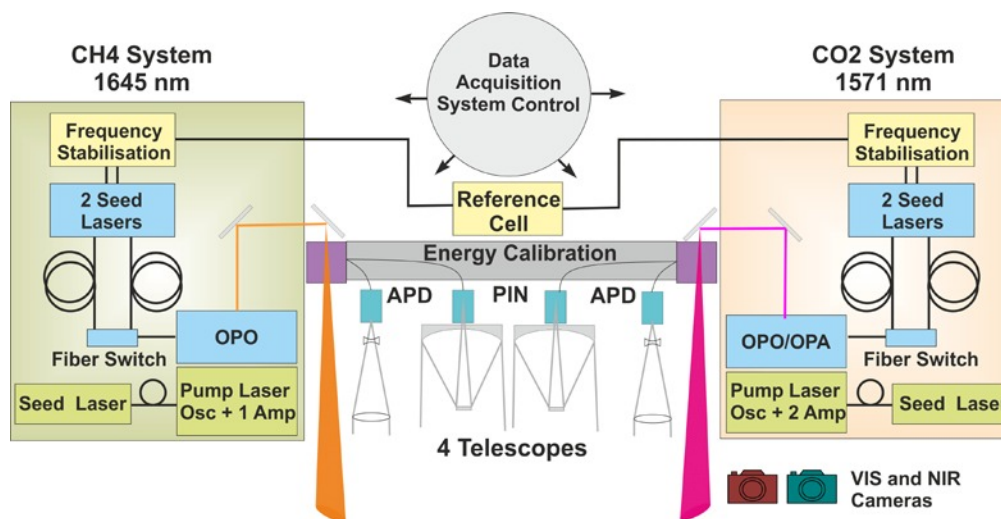 CH4 System
1645 nm
Frequency
Stabilisation
2 Seed
Lasers
Fiber Switch
OPO
Seed Laser
Pump Laser
Osc + 1 Amp
Data
Acquisition
System Control
Reference
Cell
Energy Calibration
APD
PIN
APD
4 Telescopes
CO2 System
1571 nm
Frequency
Stabilisation
2 Seed
Lasers
OPO/OPA
Fiber Switch
Pump Laser
Osc + 2 Amp
Seed Laser
VIS and NIR
Cameras